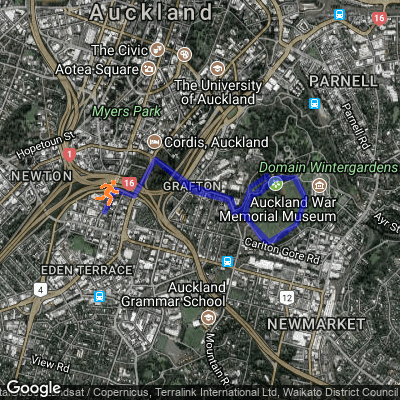 Auckland
16
The Civic
Aotea Square
PARNELL
The University
of Auckland
Myers Park
Parnell Rd
Hopetoun St
Cordis, Auckland
1
Domain Wintergardens
NEWTON
16
GRAFTON
Auckland War
Memorial Museum
Ayr St
Carlton Gore Rd
EDEN TERRACE
4
Auckland
Grammar School
12
NEWMARKET
Mountain R
View Rd
Google
andsat / Copernicus, Terralink International Ltd, Waikato District Council